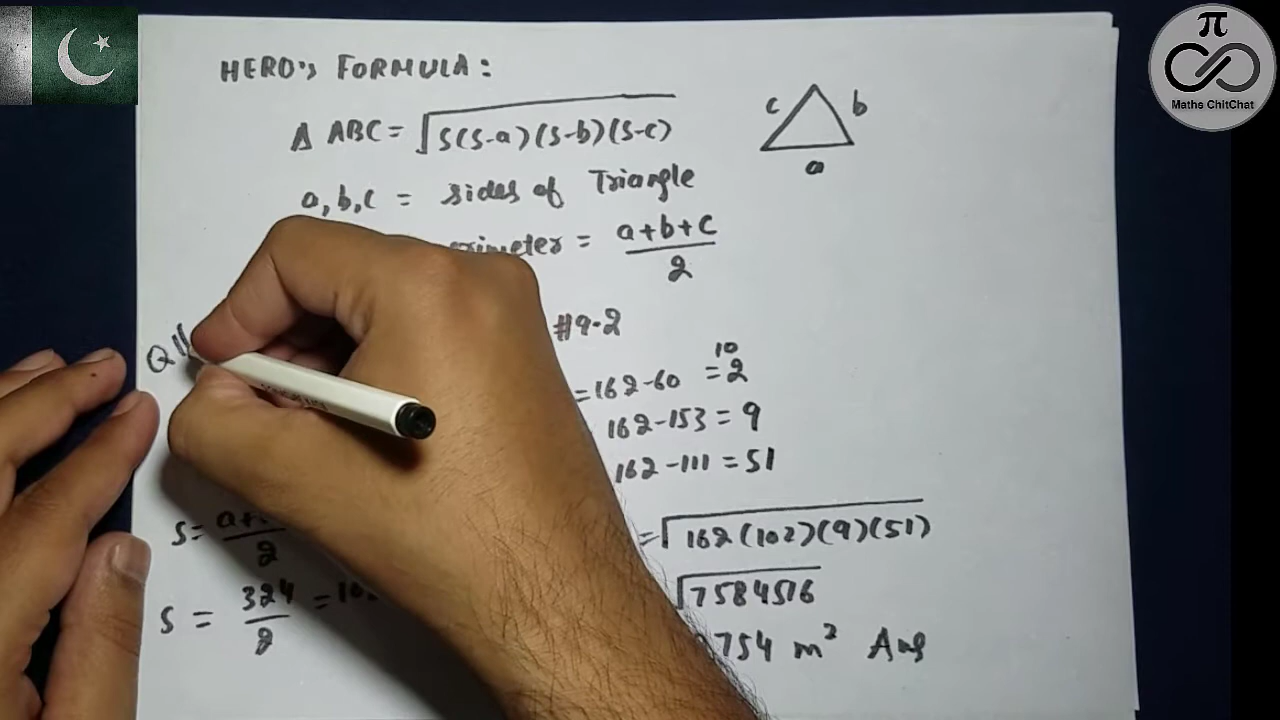 π
Maths ChitChat
HERO's FORMULA:
Δ ABC = √S(S-a)(S-b)(S-c)
c b
a
a,b,c = sides of Triangle
= a+b+c
2
#9-2
10
=162-60 =2
162-153 = 9
162-111 = 51
S=
2
=√162(102)(9)(51)
S = 324 =
2
√7584516
754 m² Ans